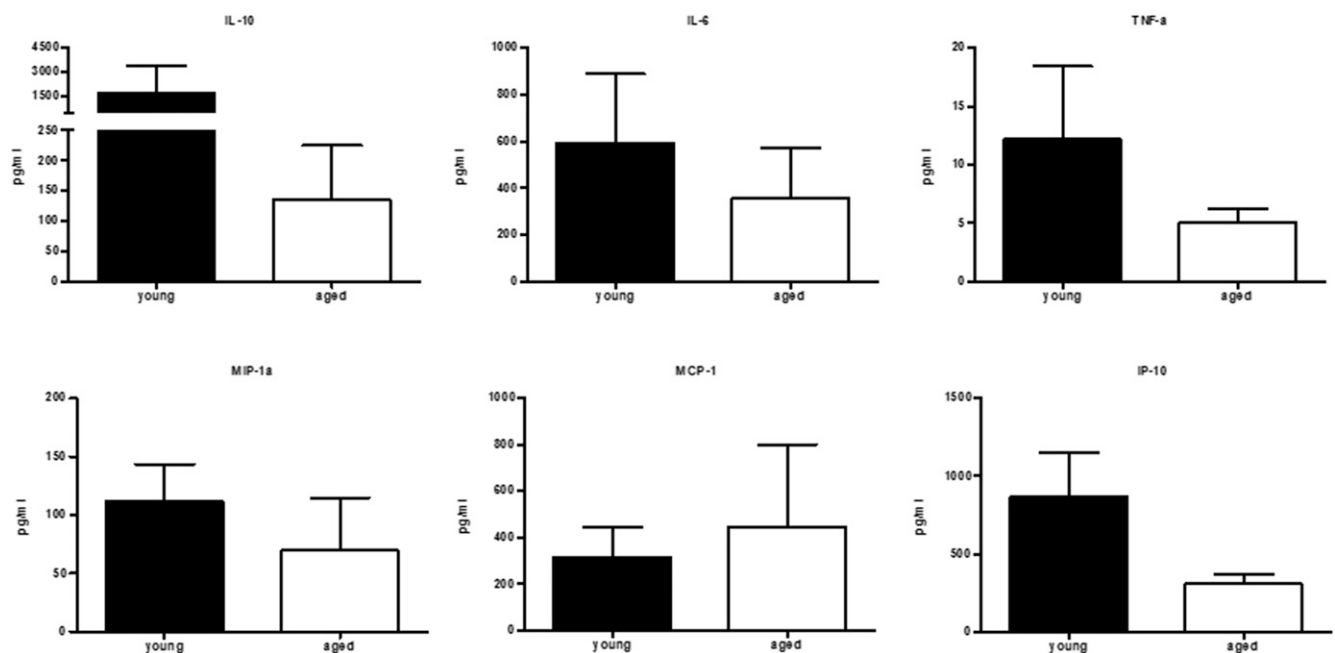 IL-10
4500
3000
1500
250
200
150
100
50
0
pg/ml
young
aged
IL-6
1000
800
600
400
200
0
pg/ml
young
aged
TNF-a
20
15
10
5
0
pg/ml
young
aged
MIP-1a
200
150
100
50
0
pg/ml
young
aged
MCP-1
1000
800
600
400
200
0
pg/ml
young
aged
IP-10
1500
1000
500
0
pg/ml
young
aged